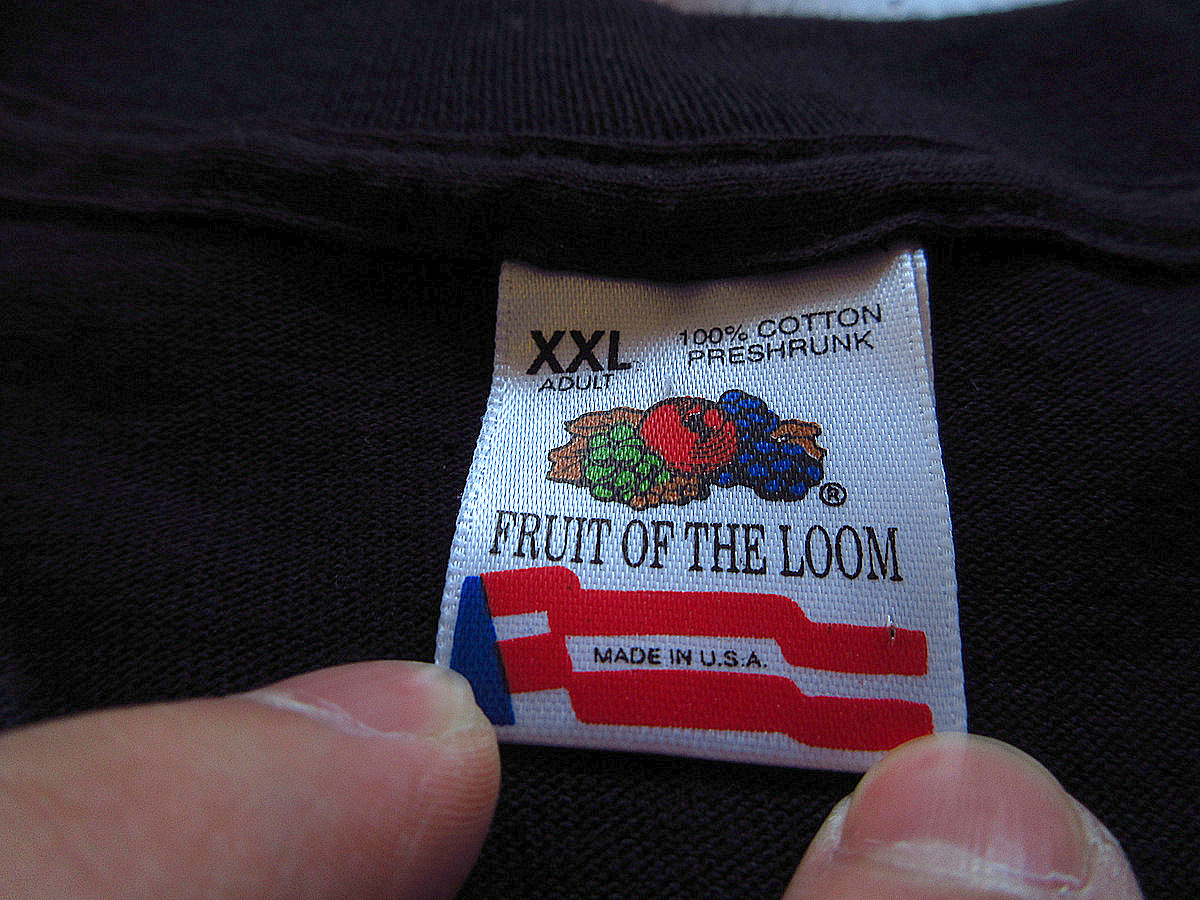 XXL
ADULT
100% COTTON
PRESHRUNK
®
FRUIT OF THE LOOM
MADE IN U.S.A.